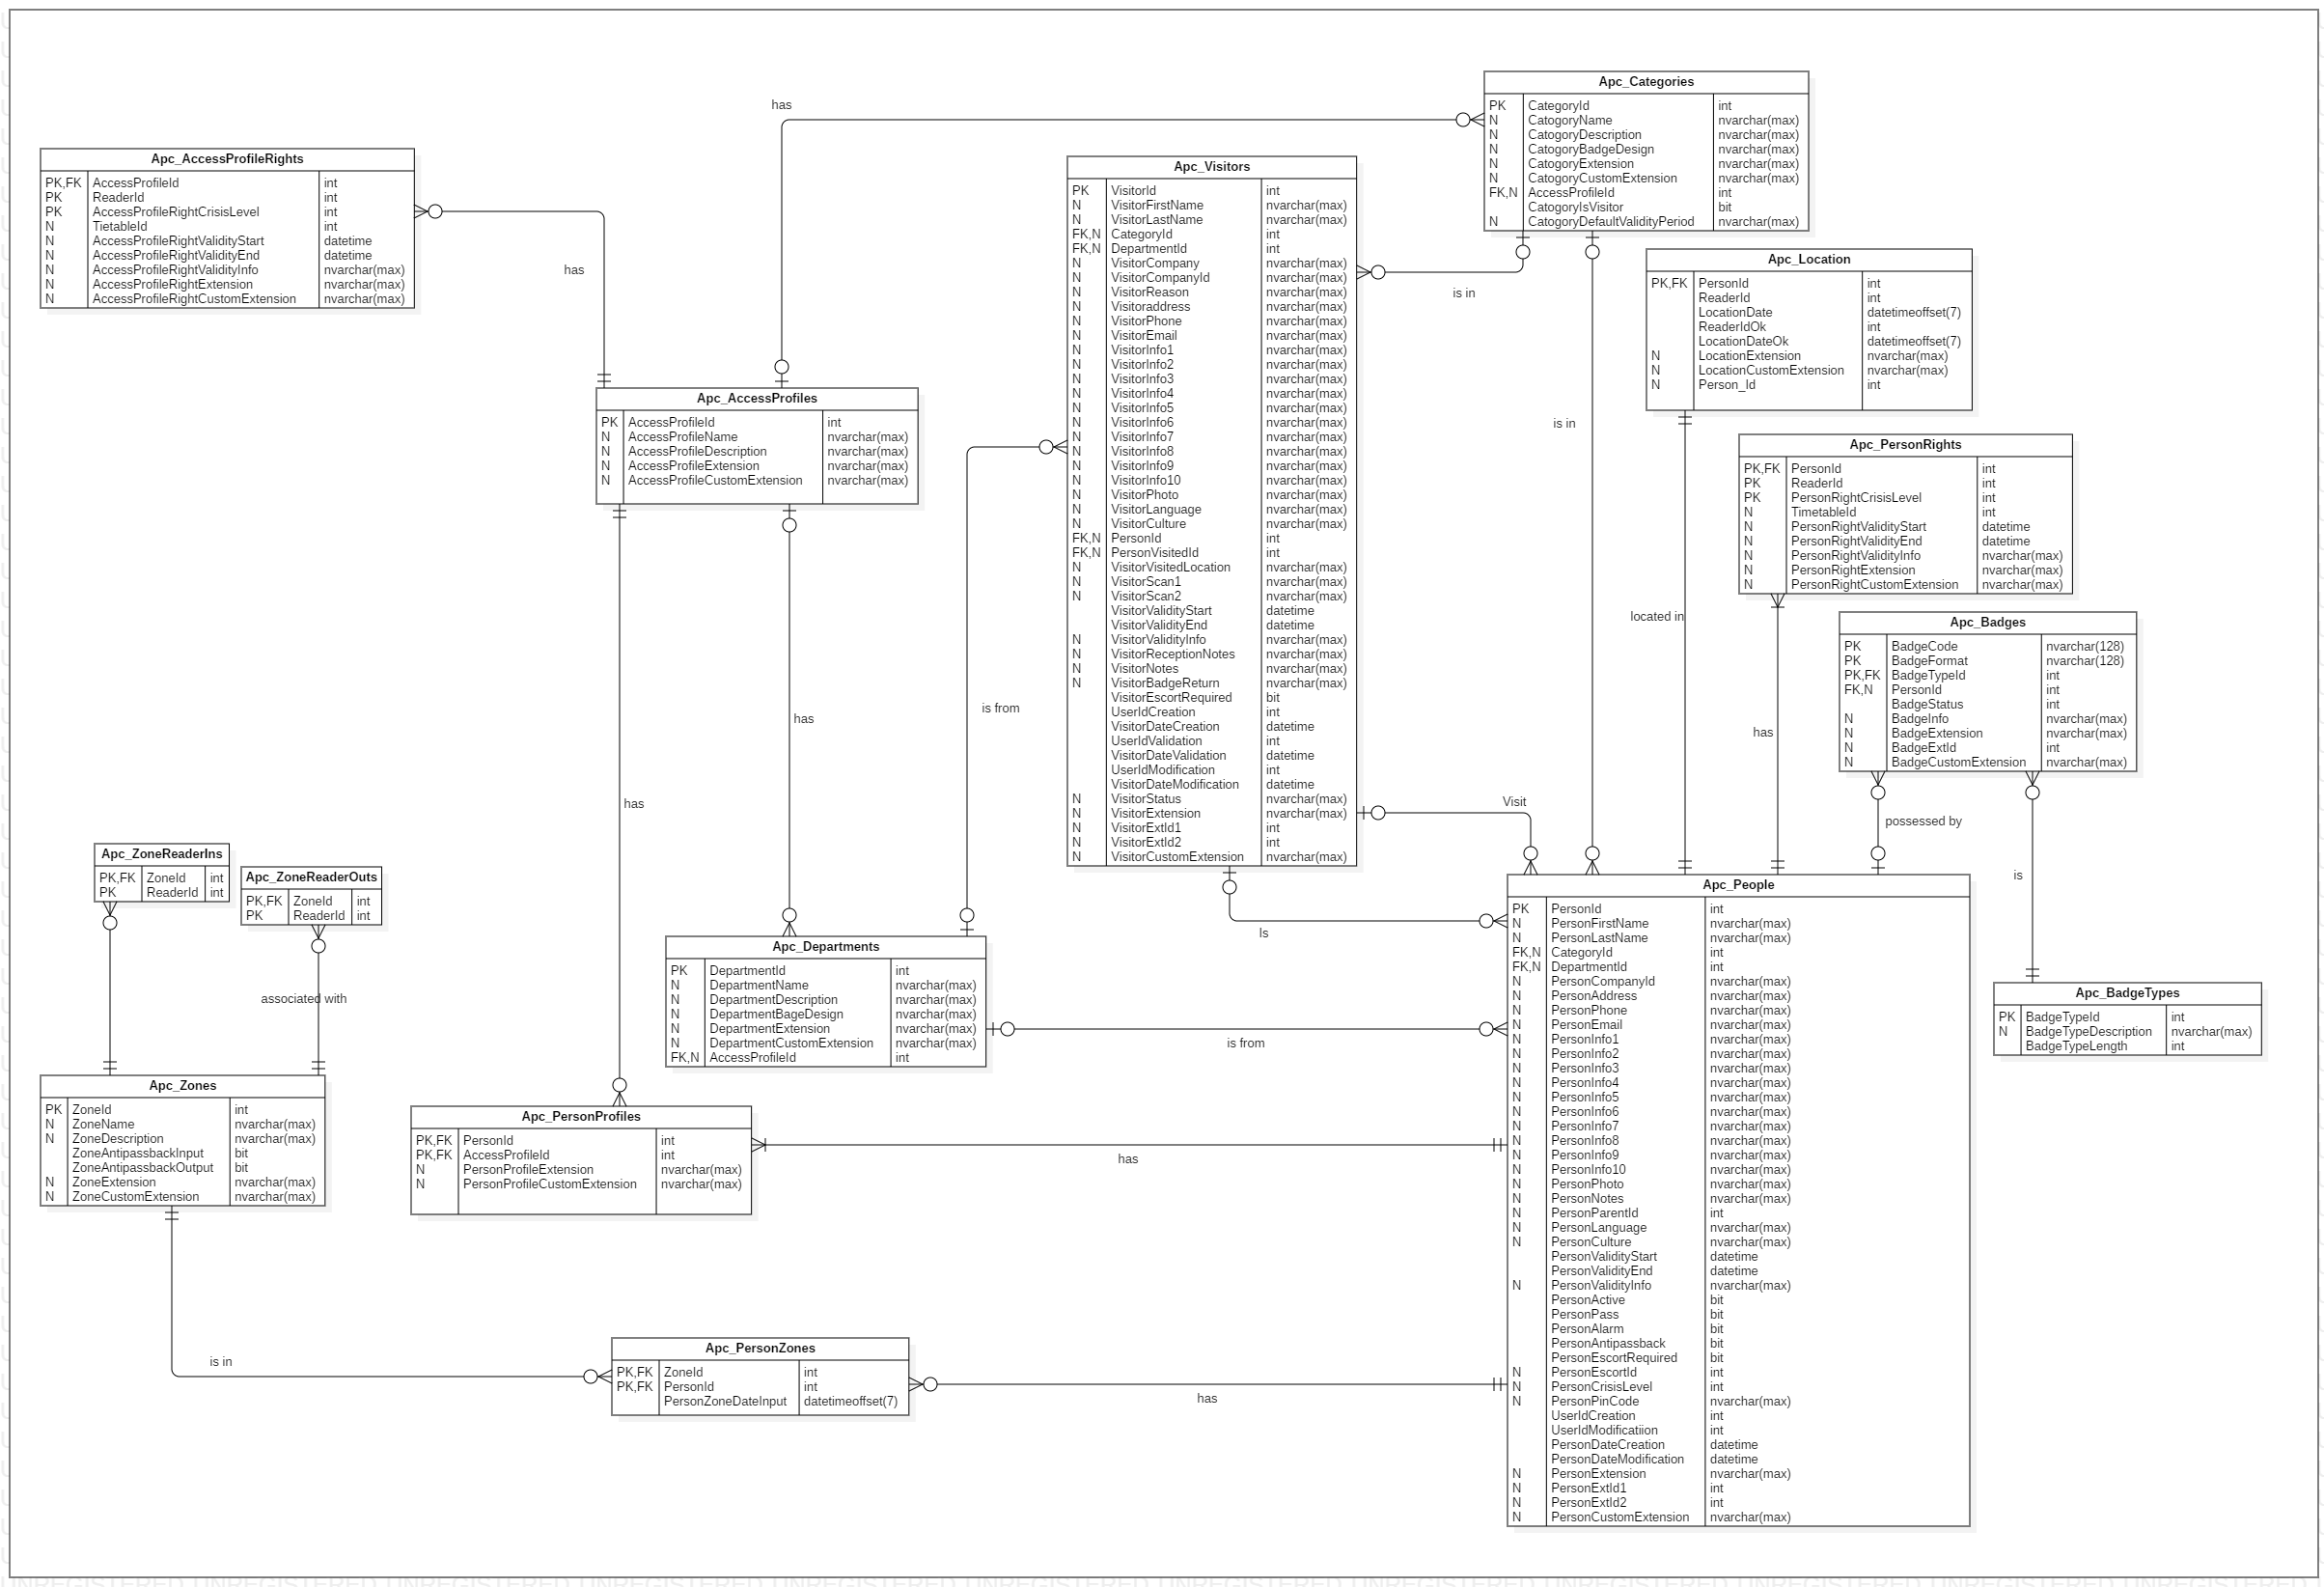 has
Apc_Categories
PK CategoryId int
N CatogoryName nvarchar(max)
N CatogoryDescription nvarchar(max)
N CatogoryBadgeDesign nvarchar(max)
N CatogoryExtension nvarchar(max)
N CatogoryCustomExtension nvarchar(max)
FK,N AccessProfileId int
CatogoryIsVisitor bit
N CatogoryDefaultValidityPeriod nvarchar(max)
Apc_AccessProfileRights
PK,FK AccessProfileId int
PK ReaderId int
PK AccessProfileRightCrisisLevel int
N TietableId int
N AccessProfileRightValidityStart datetime
N AccessProfileRightValidityEnd datetime
N AccessProfileRightValidityInfo nvarchar(max)
N AccessProfileRightExtension nvarchar(max)
N AccessProfileRightCustomExtension nvarchar(max)
has
Apc_Visitors
PK VisitorId int
N VisitorFirstName nvarchar(max)
N VisitorLastName nvarchar(max)
FK,N CategoryId int
FK,N DepartmentId int
N VisitorCompany nvarchar(max)
N VisitorCompanyId nvarchar(max)
N VisitorReason nvarchar(max)
N Visitoraddress nvarchar(max)
N VisitorPhone nvarchar(max)
N VisitorEmail nvarchar(max)
N VisitorInfo1 nvarchar(max)
N VisitorInfo2 nvarchar(max)
N VisitorInfo3 nvarchar(max)
N VisitorInfo4 nvarchar(max)
N VisitorInfo5 nvarchar(max)
N VisitorInfo6 nvarchar(max)
N VisitorInfo7 nvarchar(max)
N VisitorInfo8 nvarchar(max)
N VisitorInfo9 nvarchar(max)
N VisitorInfo10 nvarchar(max)
N VisitorPhoto nvarchar(max)
N VisitorLanguage nvarchar(max)
N VisitorCulture nvarchar(max)
FK,N PersonId int
FK,N PersonVisitedId int
N VisitorVisitedLocation nvarchar(max)
N VisitorScan1 nvarchar(max)
N VisitorScan2 nvarchar(max)
VisitorValidityStart datetime
VisitorValidityEnd datetime
N VisitorValidityInfo nvarchar(max)
N VisitorReceptionNotes nvarchar(max)
N VisitorNotes nvarchar(max)
N VisitorBadgeReturn nvarchar(max)
VisitorEscortRequired bit
UserIdCreation int
VisitorDateCreation datetime
UserIdValidation int
VisitorDateValidation datetime
UserIdModification int
VisitorDateModification datetime
N VisitorStatus nvarchar(max)
N VisitorExtension nvarchar(max)
N VisitorExtId1 int
N VisitorExtId2 int
N VisitorCustomExtension nvarchar(max)
is in
is in
Apc_Location
PK,FK PersonId int
ReaderId int
LocationDate datetimeoffset(7)
ReaderIdOk int
LocationDateOk datetimeoffset(7)
N LocationExtension nvarchar(max)
N LocationCustomExtension nvarchar(max)
N Person_Id int
located in
Apc_PersonRights
PK,FK PersonId int
PK ReaderId int
PK PersonRightCrisisLevel int
N TimetableId int
N PersonRightValidityStart datetime
N PersonRightValidityEnd datetime
N PersonRightValidityInfo nvarchar(max)
N PersonRightExtension nvarchar(max)
N PersonRightCustomExtension nvarchar(max)
has
Apc_Badges
PK BadgeCode nvarchar(128)
PK BadgeFormat nvarchar(128)
PK,FK BadgeTypeId int
FK,N PersonId int
BadgeStatus int
N BadgeInfo nvarchar(max)
N BadgeExtension nvarchar(max)
N BadgeExtId int
N BadgeCustomExtension nvarchar(max)
possessed by
is
Apc_AccessProfiles
PK AccessProfileId int
N AccessProfileName nvarchar(max)
N AccessProfileDescription nvarchar(max)
N AccessProfileExtension nvarchar(max)
N AccessProfileCustomExtension nvarchar(max)
has
has
is from
Visit
Is
Apc_ZoneReaderIns
PK,FK ZoneId int
PK ReaderId int
Apc_ZoneReaderOuts
PK,FK ZoneId int
PK ReaderId int
associated with
Apc_Departments
PK DepartmentId int
N DepartmentName nvarchar(max)
N DepartmentDescription nvarchar(max)
N DepartmentBageDesign nvarchar(max)
N DepartmentExtension nvarchar(max)
N DepartmentCustomExtension nvarchar(max)
FK,N AccessProfileId int
is from
Apc_BadgeTypes
PK BadgeTypeId int
N BadgeTypeDescription nvarchar(max)
BadgeTypeLength int
Apc_People
PK PersonId int
N PersonFirstName nvarchar(max)
N PersonLastName nvarchar(max)
FK,N CategoryId int
FK,N DepartmentId int
N PersonCompanyId nvarchar(max)
N PersonAddress nvarchar(max)
N PersonPhone nvarchar(max)
N PersonEmail nvarchar(max)
N PersonInfo1 nvarchar(max)
N PersonInfo2 nvarchar(max)
N PersonInfo3 nvarchar(max)
N PersonInfo4 nvarchar(max)
N PersonInfo5 nvarchar(max)
N PersonInfo6 nvarchar(max)
N PersonInfo7 nvarchar(max)
N PersonInfo8 nvarchar(max)
N PersonInfo9 nvarchar(max)
N PersonInfo10 nvarchar(max)
N PersonPhoto nvarchar(max)
N PersonNotes nvarchar(max)
N PersonParentId int
N PersonLanguage nvarchar(max)
N PersonCulture nvarchar(max)
PersonValidityStart datetime
PersonValidityEnd datetime
N PersonValidityInfo nvarchar(max)
PersonActive bit
PersonPass bit
PersonAlarm bit
PersonAntipassback bit
PersonEscortRequired bit
N PersonEscortId int
N PersonCrisisLevel int
N PersonPinCode nvarchar(max)
UserIdCreation int
UserIdModificatiion int
PersonDateCreation datetime
PersonDateModification datetime
N PersonExtension nvarchar(max)
N PersonExtId1 int
N PersonExtId2 int
N PersonCustomExtension nvarchar(max)
Apc_Zones
PK ZoneId int
N ZoneName nvarchar(max)
N ZoneDescription nvarchar(max)
ZoneAntipassbackInput bit
ZoneAntipassbackOutput bit
N ZoneExtension nvarchar(max)
N ZoneCustomExtension nvarchar(max)
Apc_PersonProfiles
PK,FK PersonId int
PK,FK AccessProfileId int
N PersonProfileExtension nvarchar(max)
N PersonProfileCustomExtension nvarchar(max)
has
is in
Apc_PersonZones
PK,FK ZoneId int
PK,FK PersonId int
PersonZoneDateInput datetimeoffset(7)
has
UNREGISTERED UNREGISTERED UNREGISTERED UNREGISTERED UNREGISTERED UNREGISTERED UNREGISTERED UNREGISTERED UNREGISTERED UNREGISTERED UNREGISTERED UNREGISTERED